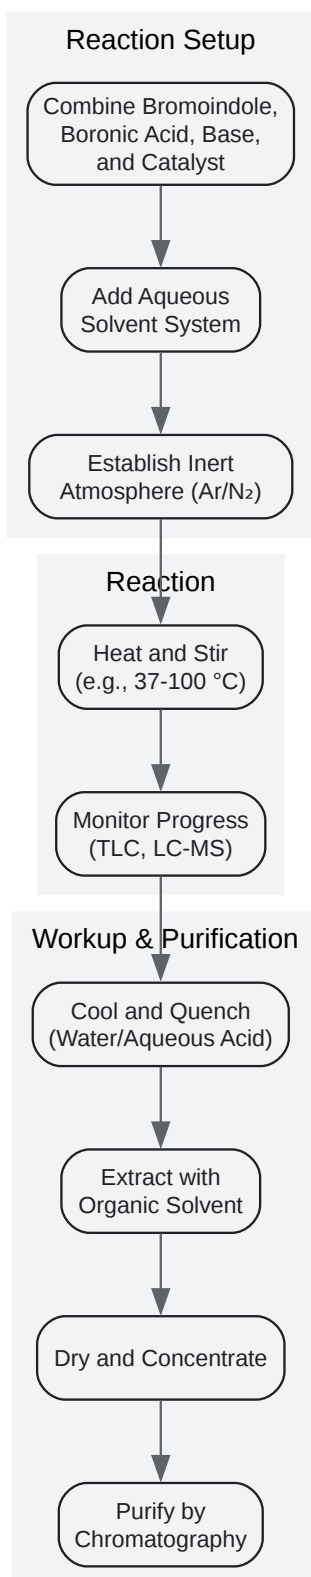 Reaction Setup
Combine Bromoindole,
Boronic Acid, Base,
and Catalyst
Add Aqueous
Solvent System
Establish Inert
Atmosphere (Ar/N₂)
Reaction
Heat and Stir
(e.g., 37-100 °C)
Monitor Progress
(TLC, LC-MS)
Workup & Purification
Cool and Quench
(Water/Aqueous Acid)
Extract with
Organic Solvent
Dry and Concentrate
Purify by
Chromatography